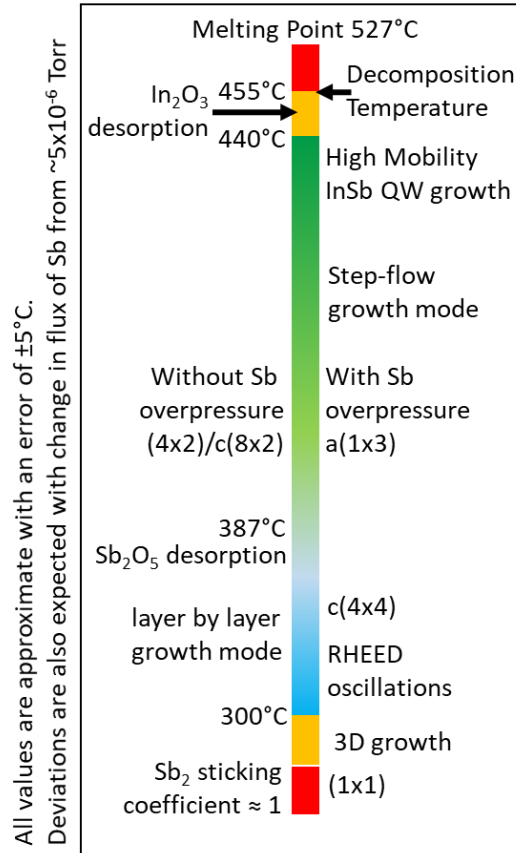 Melting Point 527°C
In₂O₃
desorption
455°C
Decomposition
Temperature
440°C
High Mobility
InSb QW growth
Step-flow
growth mode
Without Sb
overpressure
(4x2)/c(8x2)
With Sb
overpressure
a(1x3)
387°C
Sb₂O₅ desorption
c(4x4)
layer by layer
growth mode
RHEED
oscillations
300°C
3D growth
Sb₂ sticking
coefficient ≈ 1
(1x1)
All values are approximate with an error of ±5°C.
Deviations are also expected with change in flux of Sb from ~5x10⁻⁶ Torr